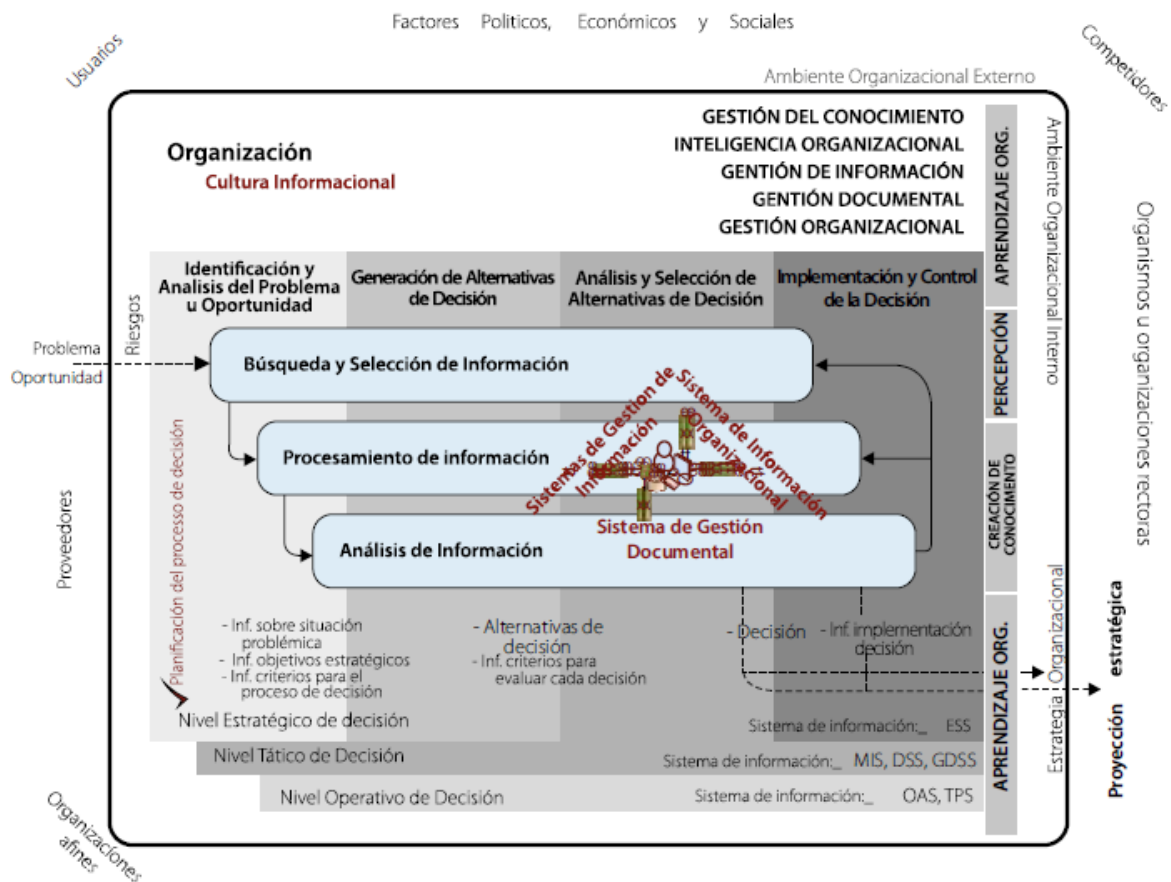 Factores Politicos, Económicos y Sociales
Usuarios
Competidores
Ambiente Organizacional Externo
GESTIÓN DEL CONOCIMIENTO
INTELIGENCIA ORGANIZACIONAL
GENTIÓN DE INFORMACIÓN
GENTIÓN DOCUMENTAL
GESTIÓN ORGANIZACIONAL
Organización
Cultura Informacional
APRENDIZAJE ORG.
Ambiente Organizacional Interno
Organismos u organizaciones rectoras
Identificación y
Analisis del Problema
u Oportunidad
Generación de Alternativas
de Decisión
Análisis y Selección de
Alternativas de Decisión
Implementación y Control
de la Decisión
Riesgos
Problema
Oportunidad
Búsqueda y Selección de Información
PERCEPCIÓN
Sistemas de Gestion de
Información
Sistema de Información
Organizacional
Procesamiento de información
CREACIÓN DE
CONOCIMIENTO
Sistema de Gestión
Documental
Análisis de Información
Proveedores
Planificación del processo de decisión
- Inf. sobre situación
problémica
- Inf. objetivos estratégicos
- Inf. criterios para el
proceso de decisión
- Alternativas de
decisión
- Inf. criterios para
evaluar cada decisión
- Decisión
- Inf. implementación
decisión
APRENDIZAJE ORG.
Estrategia Organizacional
Proyección estratégica
Nivel Estratégico de decisión
Sistema de información:_ ESS
Nivel Tático de Decisión
Sistema de información:_ MIS, DSS, GDSS
Nivel Operativo de Decisión
Sistema de información:_ OAS, TPS
Organizaciones
afines